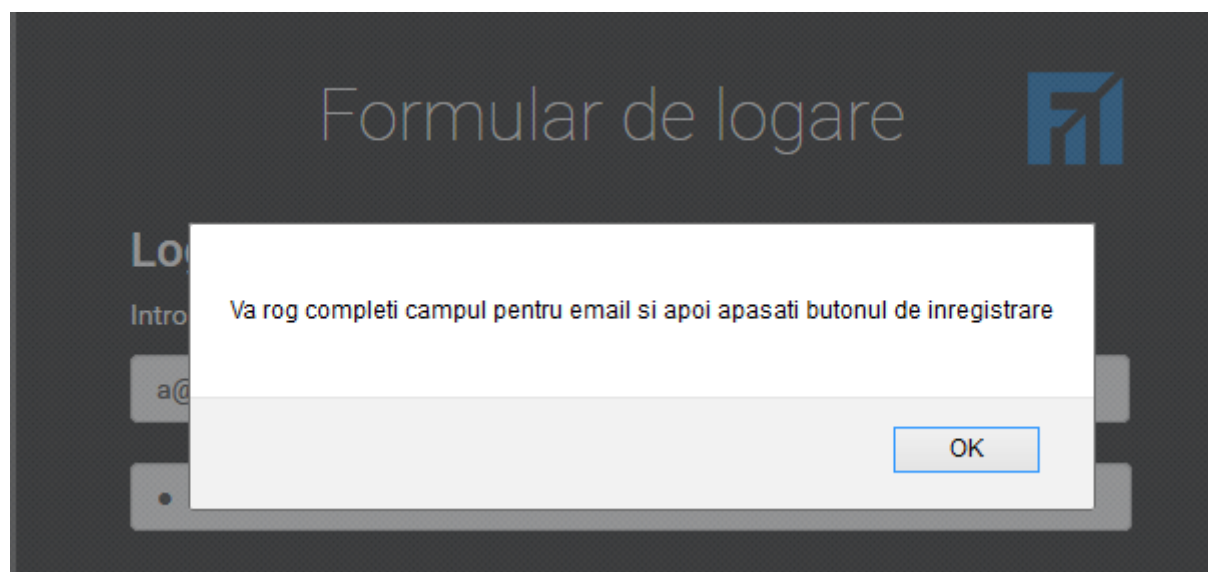 Formular de logare
Va rog completi campul pentru email si apoi apasati butonul de inregistrare
a@
OK